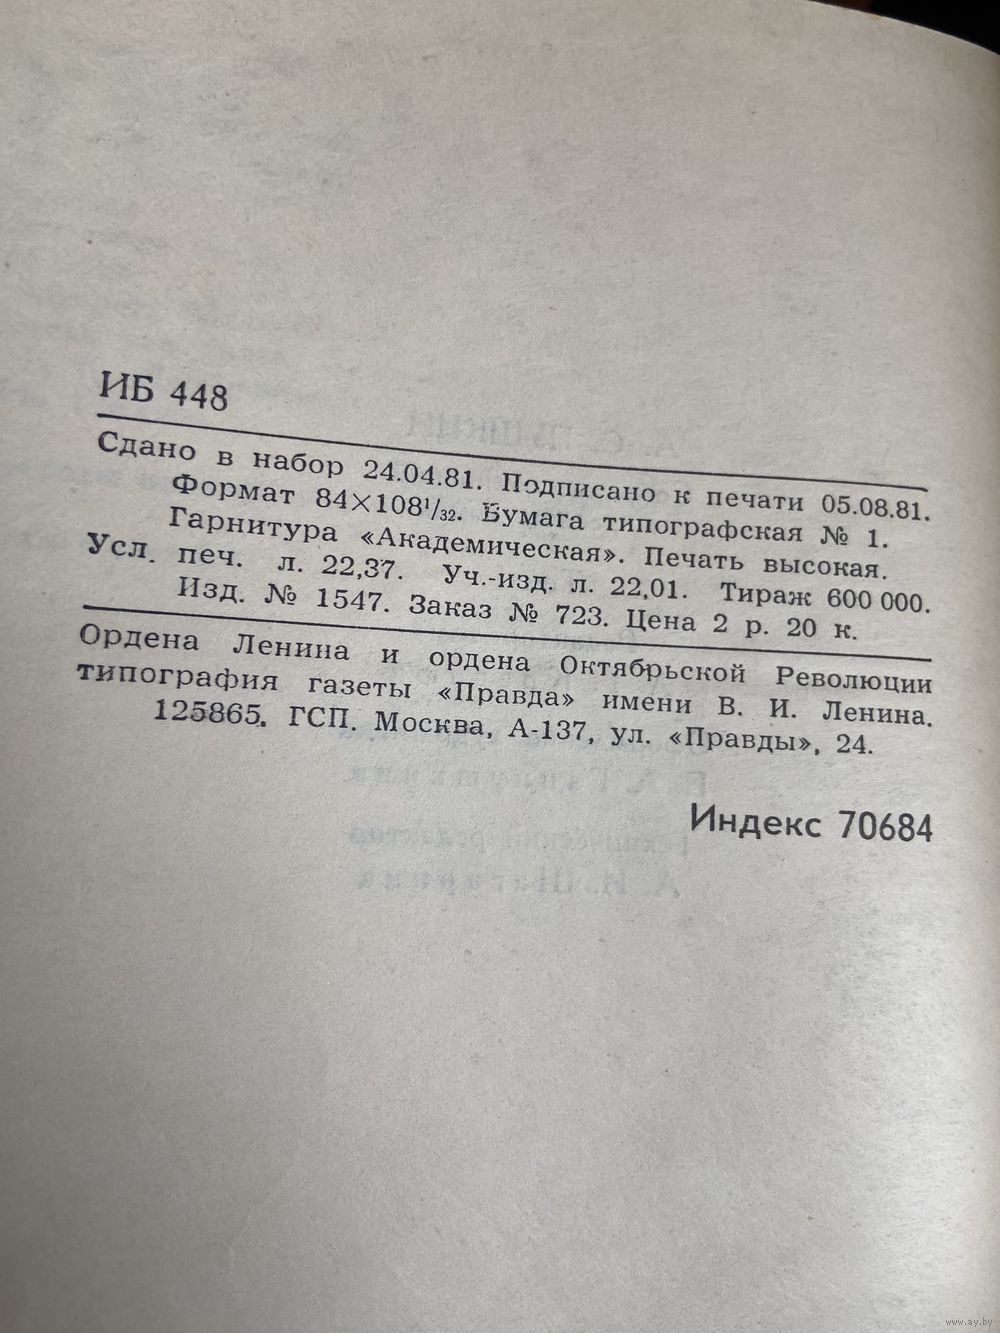 ИБ 448
Сдано в набор 24.04.81. Подписано к печати 05.08.81.
Формат 84×108¹/₃₂. Бумага типографская № 1.
Гарнитура «Академическая». Печать высокая.
Усл. печ. л. 22,37. Уч.-изд. л. 22,01. Тираж 600 000.
Изд. № 1547. Заказ № 723. Цена 2 р. 20 к.
Ордена Ленина и ордена Октябрьской Революции
типография газеты «Правда» имени В. И. Ленина.
125865. ГСП. Москва, А-137, ул. «Правды», 24.
Индекс 70684
www.ay.by